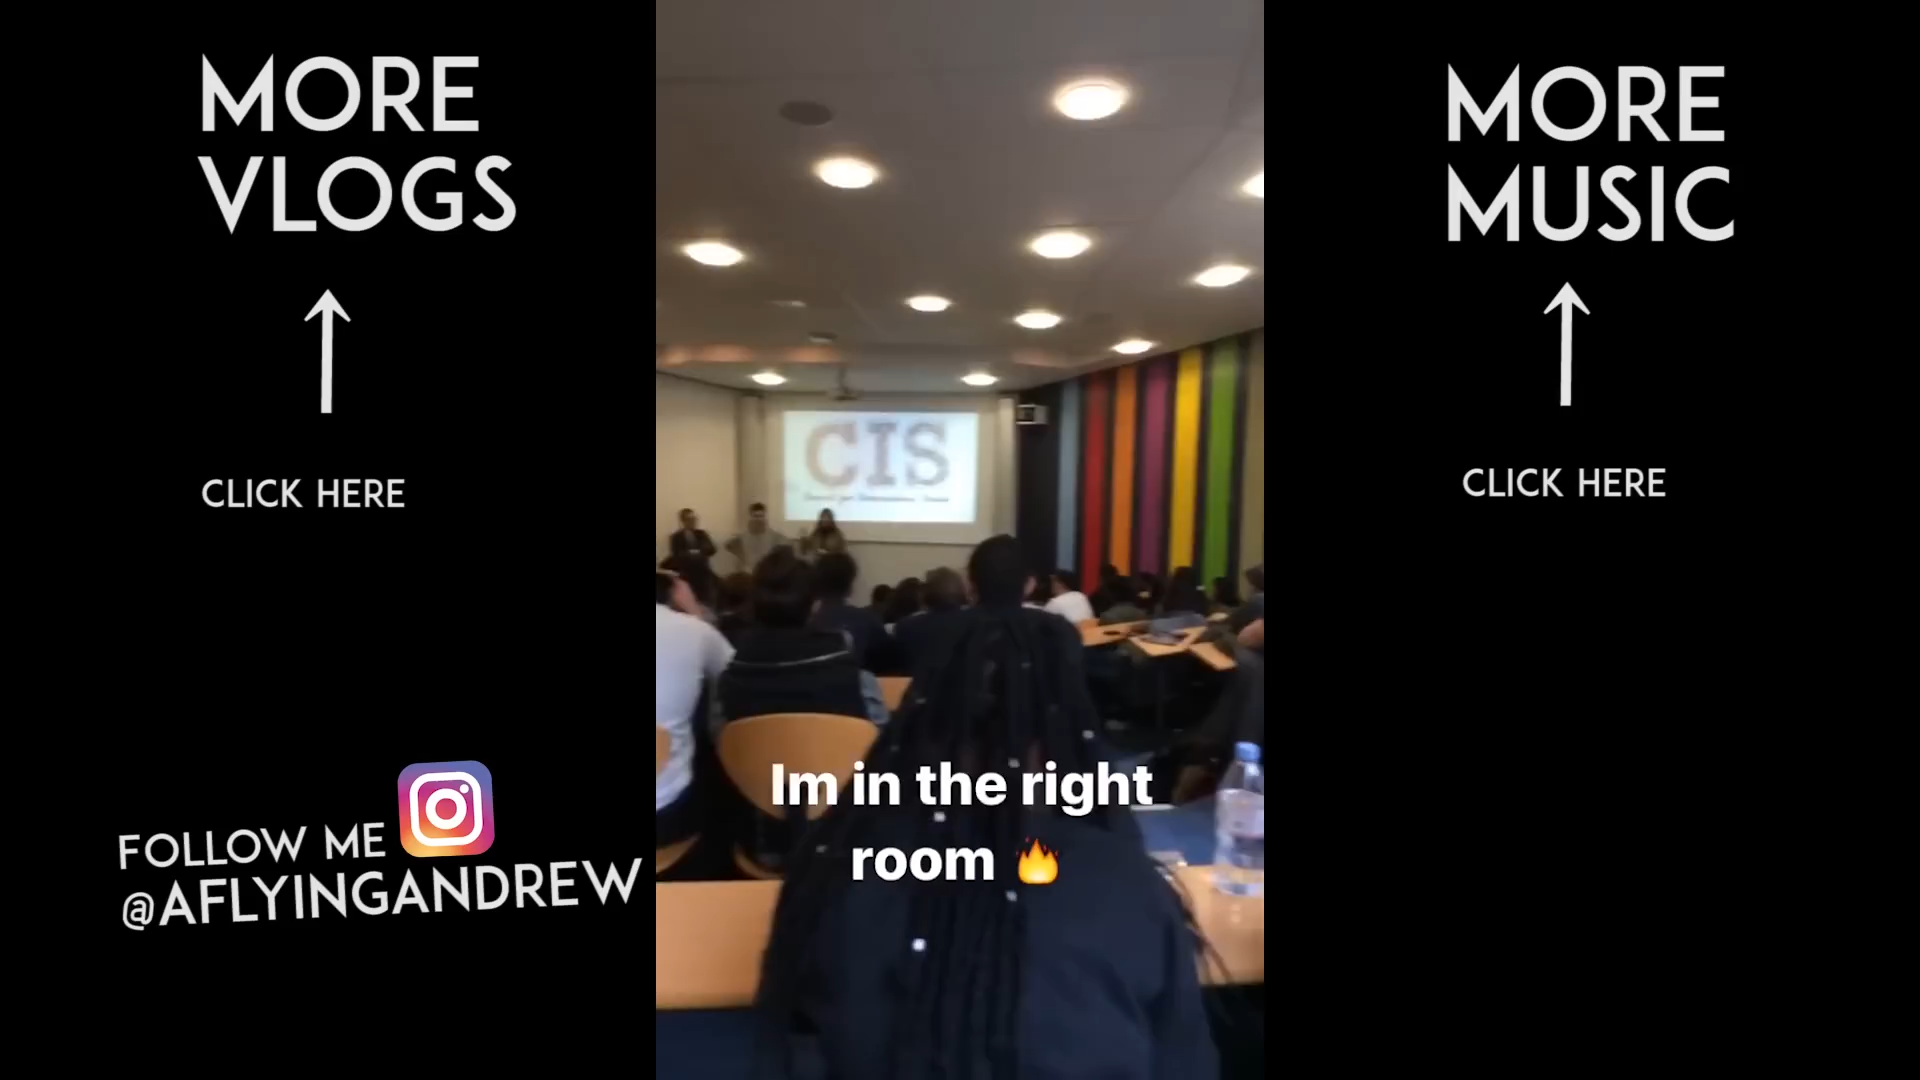 MORE
VLOGS
CLICK HERE
FOLLOW ME
@AFLYINGANDREW
CIS
Im in the right
room 🔥
MORE
MUSIC
CLICK HERE